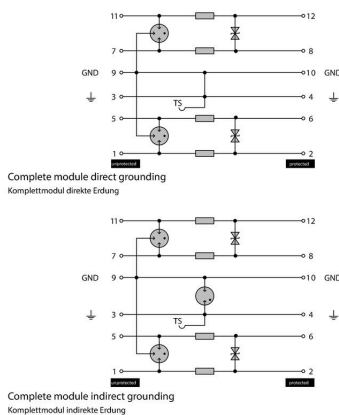 11 12
7 8
GND 9 10 GND
3 4
TS
5 6
1 2
unprotected protected
Complete module direct grounding
Komplettmodul direkte Erdung
11 12
7 8
GND 9 10 GND
3 4
TS
5 6
1 2
unprotected protected
Complete module indirect grounding
Komplettmodul indirekte Erdung